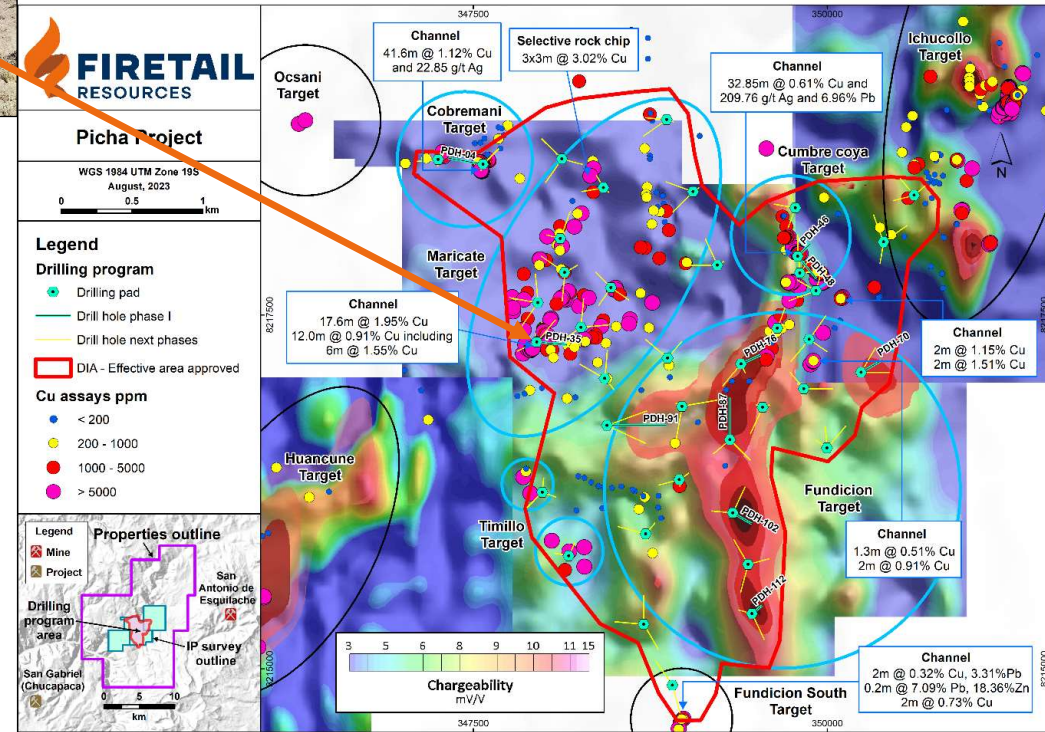 FIRETAIL
RESOURCES
Picha Project
WGS 1984 UTM Zone 19S
August, 2023
0 0.5 1
km
Legend
Drilling program
Drilling pad
Drill hole phase I
Drill hole next phases
DIA - Effective area approved
Cu assays ppm
< 200
200 - 1000
1000 - 5000
> 5000
Legend
Mine
Project
Properties outline
San
Antonio de
Esquilache
Drilling
program
area
IP survey
outline
San Gabriel
(Chucapaca)
0 5 10
km
347500
350000
Ocsani
Target
Channel
41.6m @ 1.12% Cu
and 22.85 g/t Ag
Selective rock chip
3x3m @ 3.02% Cu
Channel
32.85m @ 0.61% Cu and
209.76 g/t Ag and 6.96% Pb
Ichucollo
Target
Cobremani
Target
PDH-04
Cumbre coya
Target
N
PDH-46
PDH-48
Maricate
Target
8217500
8217500
Channel
17.6m @ 1.95% Cu
12.0m @ 0.91% Cu including
6m @ 1.55% Cu
PDH-35
PDH-76
PDH-70
Channel
2m @ 1.15% Cu
2m @ 1.51% Cu
PDH-91
PDH-87
Huancune
Target
Fundicion
Target
Timillo
Target
PDH-102
Channel
1.3m @ 0.51% Cu
2m @ 0.91% Cu
PDH-112
3 5 6 8 9 10 11 15
Chargeability
mV/V
8215000
8215000
Channel
2m @ 0.32% Cu, 3.31%Pb
0.2m @ 7.09% Pb, 18.36%Zn
2m @ 0.73% Cu
Fundicion South
Target
347500
350000